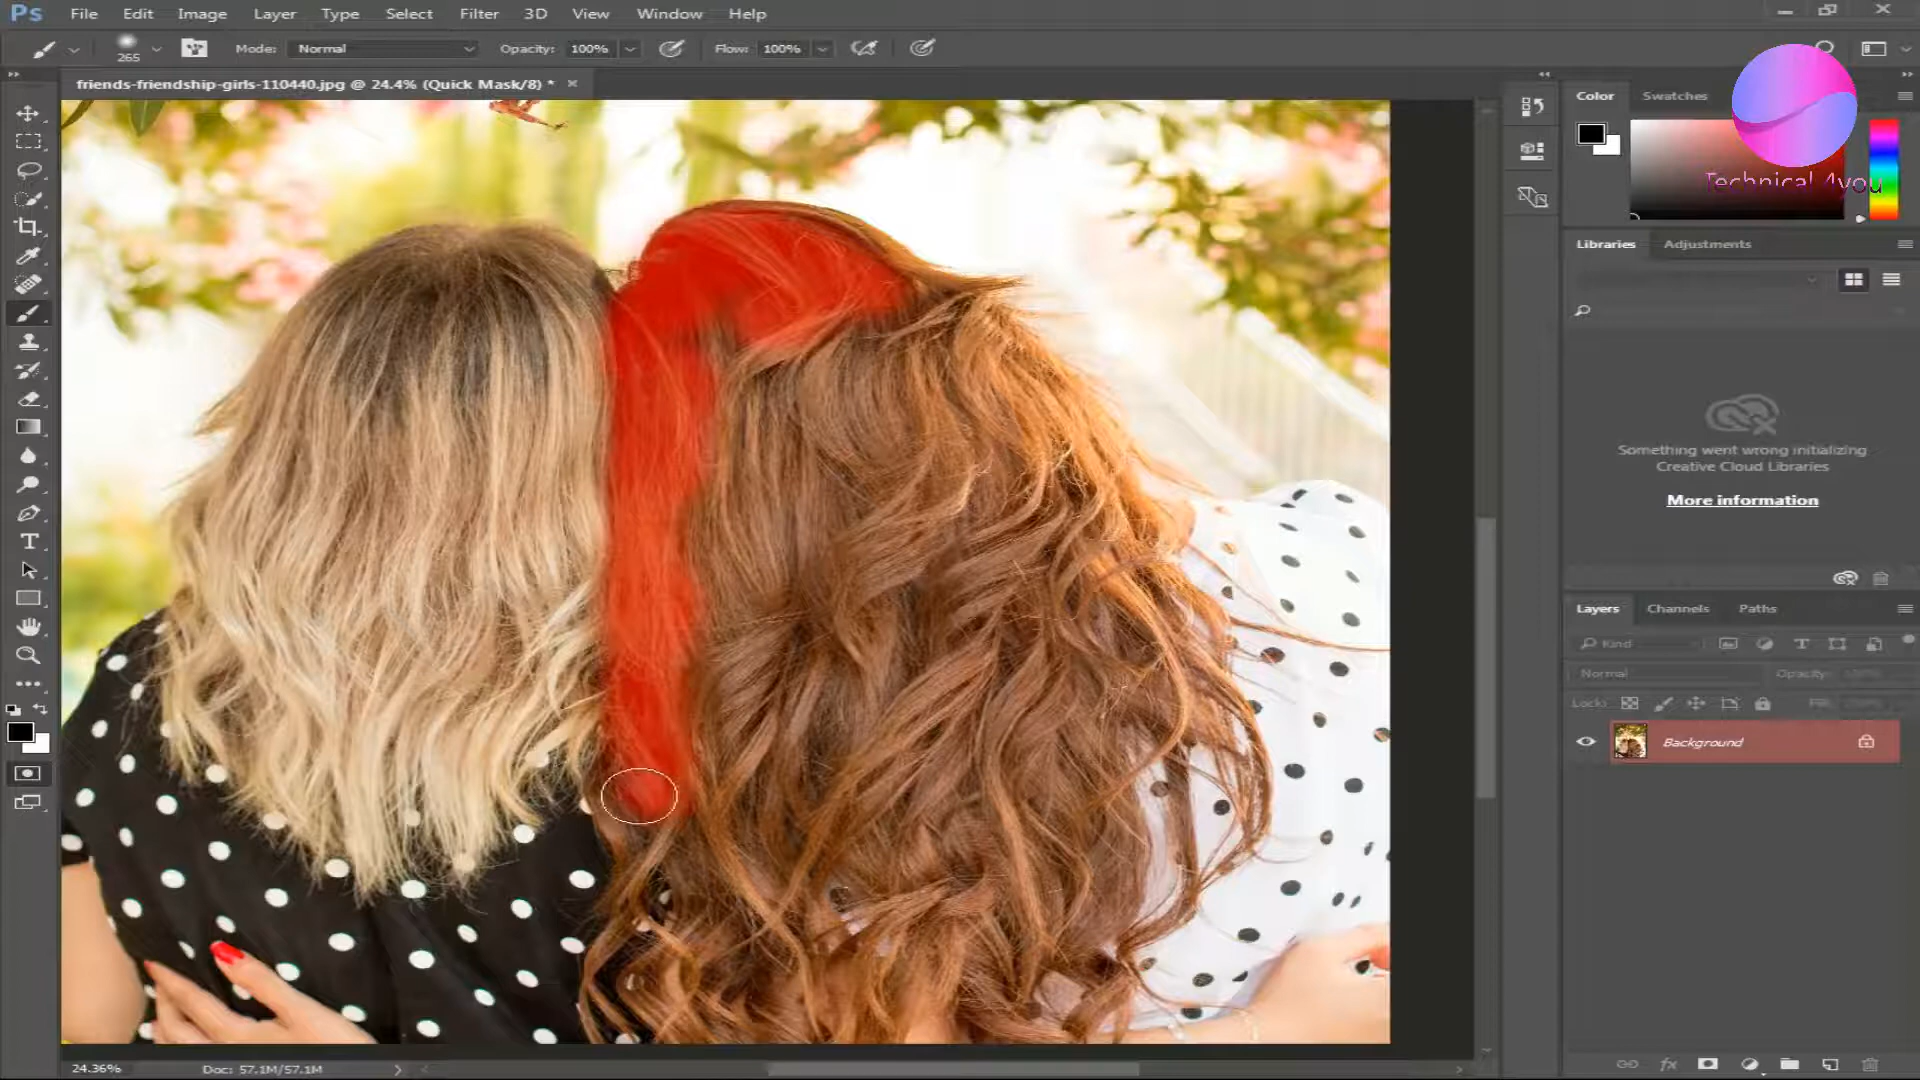 Ps File Edit Image Layer Type Select Filter 3D View Window Help
265 Mode: Normal Opacity: 100% Flow: 100%
friends-friendship-girls-110440.jpg @ 24.4% (Quick Mask/8) *
Color Swatches
Technical 4you
Libraries Adjustments
Something went wrong initializing
Creative Cloud Libraries
More information
Layers Channels Paths
Kind
Normal Opacity: 100%
Lock: Fill:
Background
24.36% Doc: 57.1M/57.1M